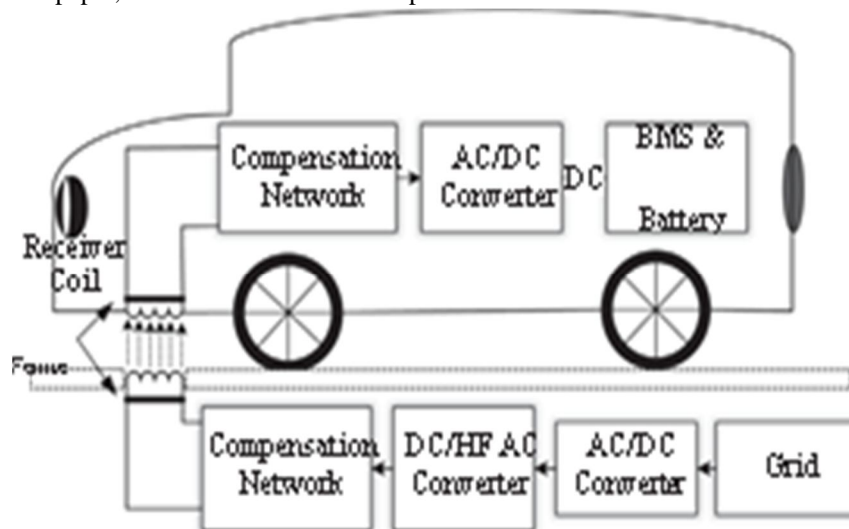 Compensation
Network
AC/DC
Converter
DC
BMS &
Battery
Receiver
Coil
Compensation
Network
DC/HF AC
Converter
AC/DC
Converter
Grid